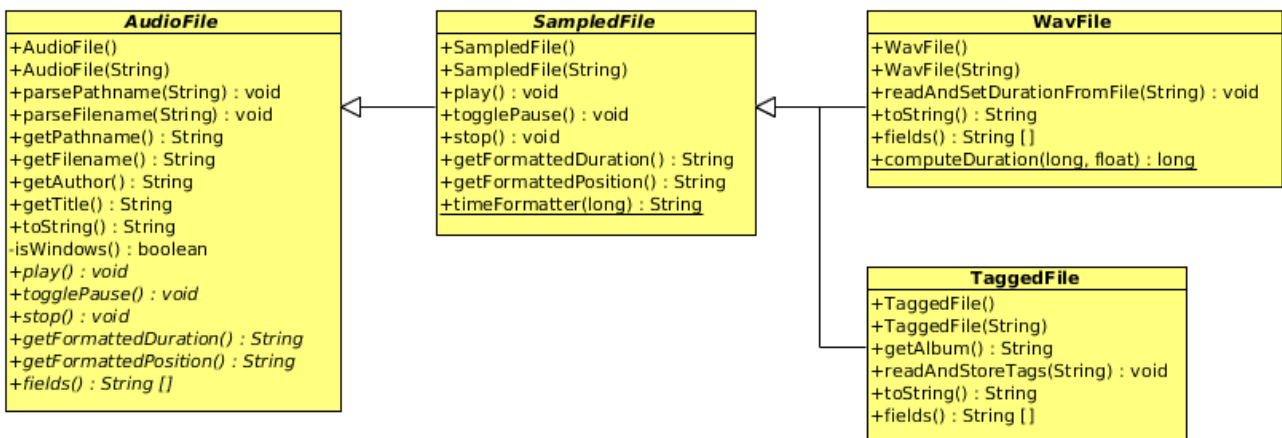 AudioFile
+AudioFile()
+AudioFile(String)
+parsePathname(String) : void
+parseFilename(String) : void
+getPathname() : String
+getFilename() : String
+getAuthor() : String
+getTitle() : String
+toString() : String
-isWindows() : boolean
+play() : void
+togglePause() : void
+stop() : void
+getFormattedDuration() : String
+getFormattedPosition() : String
+fields() : String []
SampledFile
+SampledFile()
+SampledFile(String)
+play() : void
+togglePause() : void
+stop() : void
+getFormattedDuration() : String
+getFormattedPosition() : String
+timeFormatter(long) : String
WavFile
+WavFile()
+WavFile(String)
+readAndSetDurationFromFile(String) : void
+toString() : String
+fields() : String []
+computeDuration(long, float) : long
TaggedFile
+TaggedFile()
+TaggedFile(String)
+getAlbum() : String
+readAndStoreTags(String) : void
+toString() : String
+fields() : String []